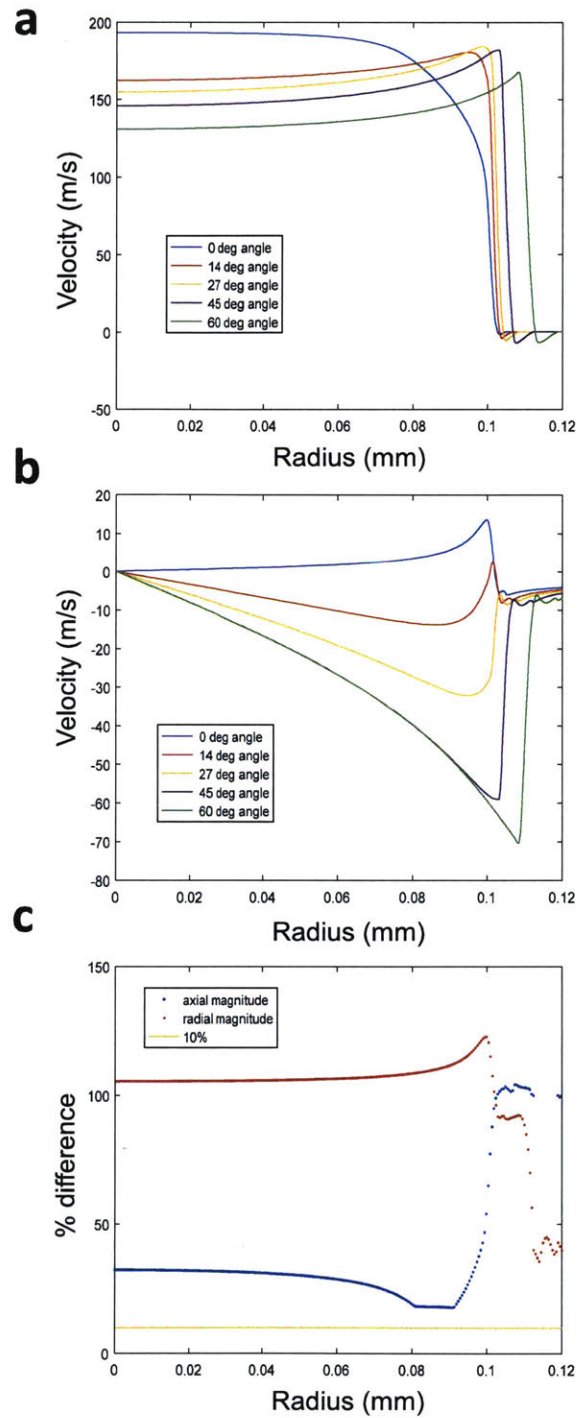 a
200
150
100
50
0
-50
Velocity (m/s)
0 deg angle
14 deg angle
27 deg angle
45 deg angle
60 deg angle
0 0.02 0.04 0.06 0.08 0.1 0.12
Radius (mm)
b
20
10
0
-10
-20
-30
-40
-50
-60
-70
-80
Velocity (m/s)
0 deg angle
14 deg angle
27 deg angle
45 deg angle
60 deg angle
0 0.02 0.04 0.06 0.08 0.1 0.12
Radius (mm)
c
150
100
50
0
% difference
axial magnitude
radial magnitude
10%
0 0.02 0.04 0.06 0.08 0.1 0.12
Radius (mm)